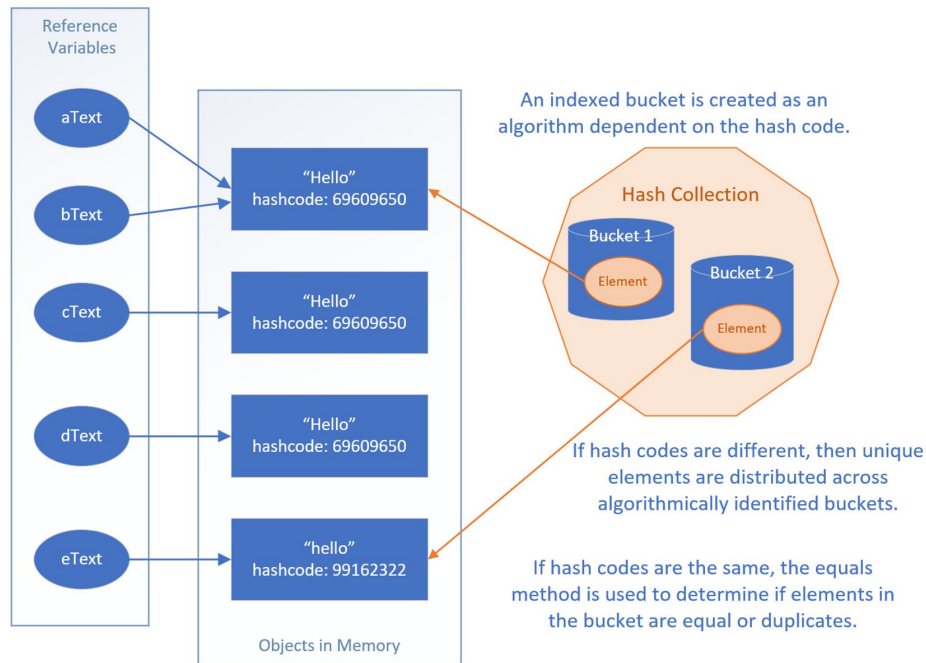 Reference
Variables
aText
bText
cText
dText
eText
“Hello”
hashcode: 69609650
“Hello”
hashcode: 69609650
“Hello”
hashcode: 69609650
“hello”
hashcode: 99162322
Objects in Memory
An indexed bucket is created as an
algorithm dependent on the hash code.
Hash Collection
Bucket 1
Element
Bucket 2
Element
If hash codes are different, then unique
elements are distributed across
algorithmically identified buckets.
If hash codes are the same, the equals
method is used to determine if elements in
the bucket are equal or duplicates.